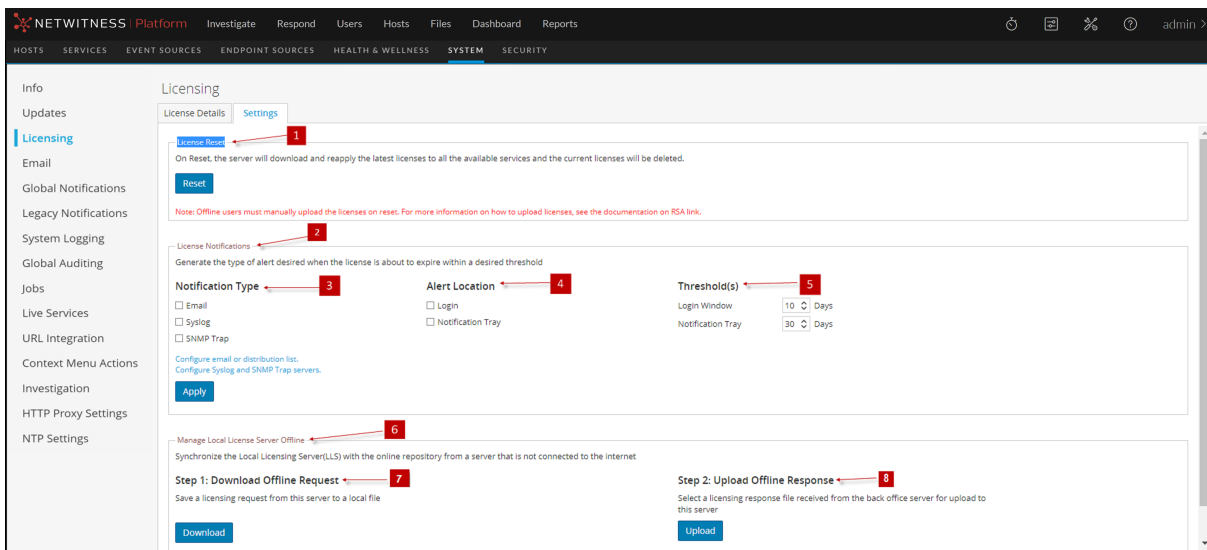 NETWITNESS | Platform Investigate Respond Users Hosts Files Dashboard Reports admin >
HOSTS SERVICES EVENT SOURCES ENDPOINT SOURCES HEALTH & WELLNESS SYSTEM SECURITY
Info
Updates
Licensing
Email
Global Notifications
Legacy Notifications
System Logging
Global Auditing
Jobs
Live Services
URL Integration
Context Menu Actions
Investigation
HTTP Proxy Settings
NTP Settings
Licensing
License Details Settings
License Reset 1
On Reset, the server will download and reapply the latest licenses to all the available services and the current licenses will be deleted.
Reset
Note: Offline users must manually upload the licenses on reset. For more information on how to upload licenses, see the documentation on RSA link.
License Notifications 2
Generate the type of alert desired when the license is about to expire within a desired threshold
Notification Type 3 Alert Location 4 Threshold(s) 5
Email Login Login Window 10 Days
Syslog Notification Tray Notification Tray 30 Days
SNMP Trap
Configure email or distribution list.
Configure Syslog and SNMP Trap servers.
Apply
Manage Local License Server Offline 6
Synchronize the Local Licensing Server(LLS) with the online repository from a server that is not connected to the internet
Step 1: Download Offline Request 7
Save a licensing request from this server to a local file
Download
Step 2: Upload Offline Response 8
Select a licensing response file received from the back office server for upload to
this server
Upload